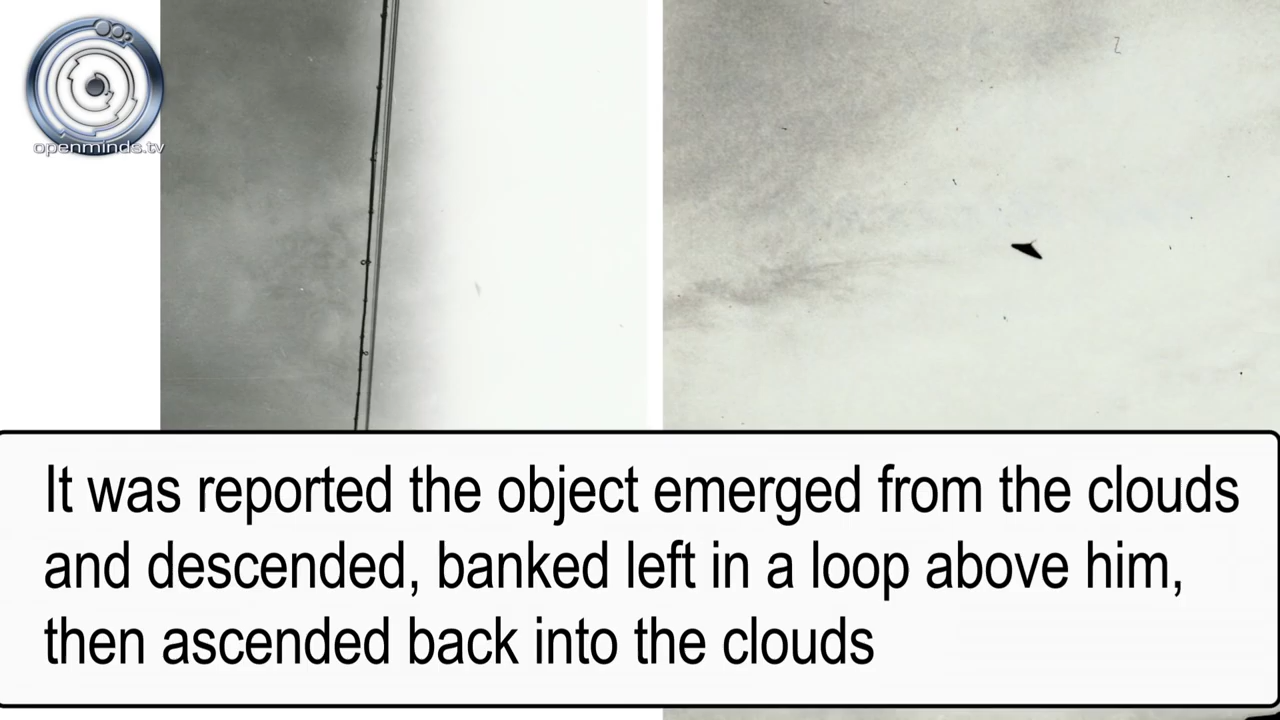 openminds.tv
It was reported the object emerged from the clouds
and descended, banked left in a loop above him,
then ascended back into the clouds